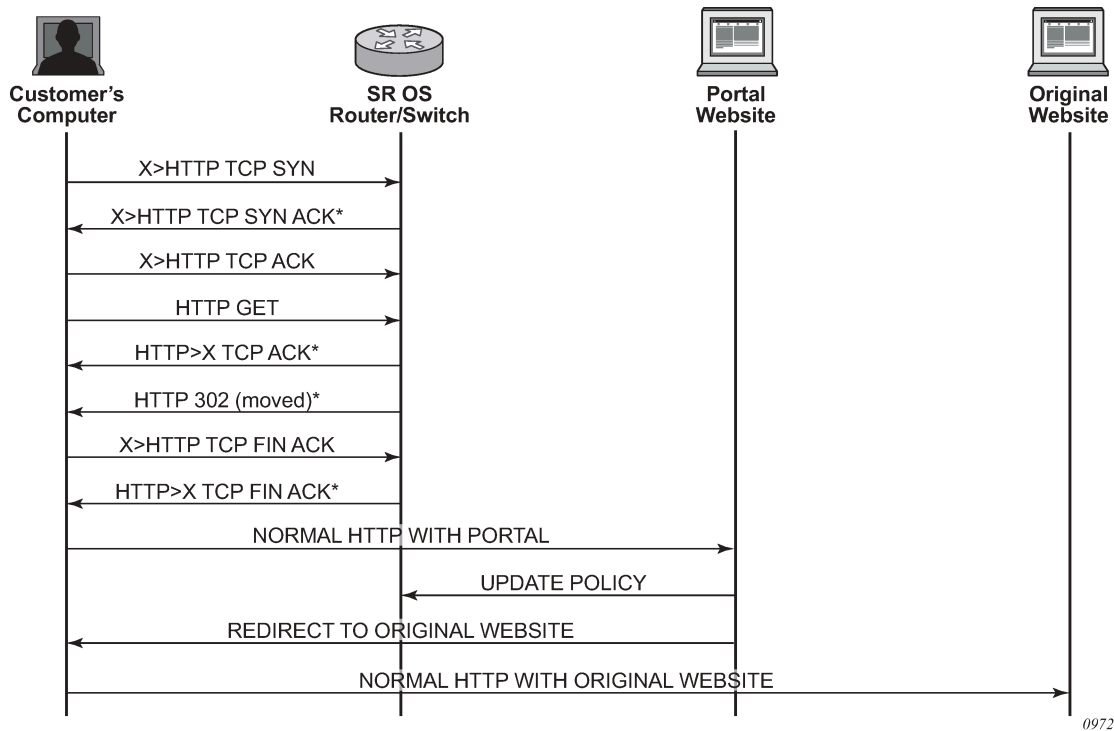 Customer's
Computer
SR OS
Router/Switch
Portal
Website
Original
Website
X>HTTP TCP SYN
X>HTTP TCP SYN ACK*
X>HTTP TCP ACK
HTTP GET
HTTP>X TCP ACK*
HTTP 302 (moved)*
X>HTTP TCP FIN ACK
HTTP>X TCP FIN ACK*
NORMAL HTTP WITH PORTAL
UPDATE POLICY
REDIRECT TO ORIGINAL WEBSITE
NORMAL HTTP WITH ORIGINAL WEBSITE
0972